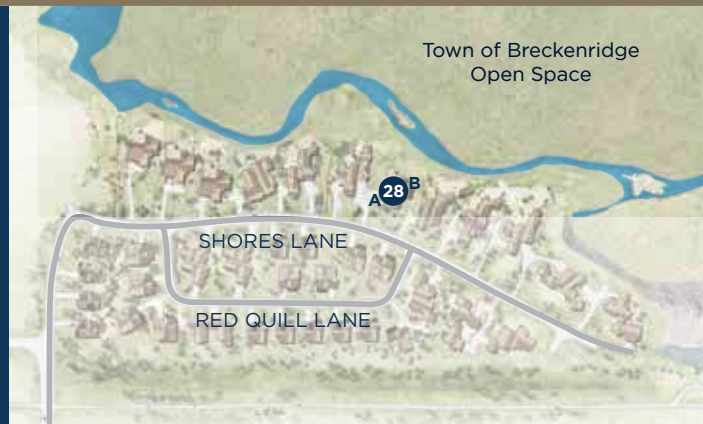 Town of Breckenridge
Open Space
A 28 B
SHORES LANE
RED QUILL LANE